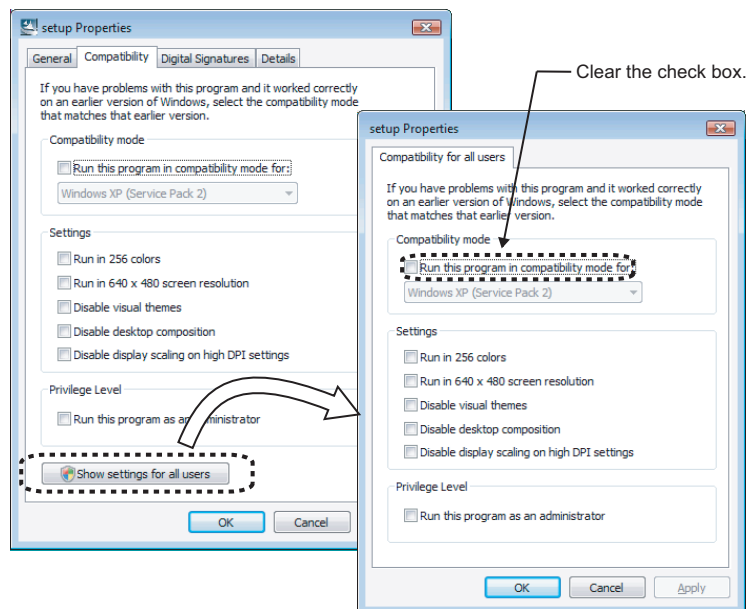 setup Properties
General Compatibility Digital Signatures Details
If you have problems with this program and it worked correctly
on an earlier version of Windows, select the compatibility mode
that matches that earlier version.
Compatibility mode
Run this program in compatibility mode for:
Windows XP (Service Pack 2)
Settings
Run in 256 colors
Run in 640 x 480 screen resolution
Disable visual themes
Disable desktop composition
Disable display scaling on high DPI settings
Privilege Level
Run this program as an administrator
Show settings for all users
OK Cancel
Clear the check box.
setup Properties
Compatibility for all users
If you have problems with this program and it worked correctly
on an earlier version of Windows, select the compatibility mode
that matches that earlier version.
Compatibility mode
Run this program in compatibility mode for:
Windows XP (Service Pack 2)
Settings
Run in 256 colors
Run in 640 x 480 screen resolution
Disable visual themes
Disable desktop composition
Disable display scaling on high DPI settings
Privilege Level
Run this program as an administrator
OK Cancel Apply